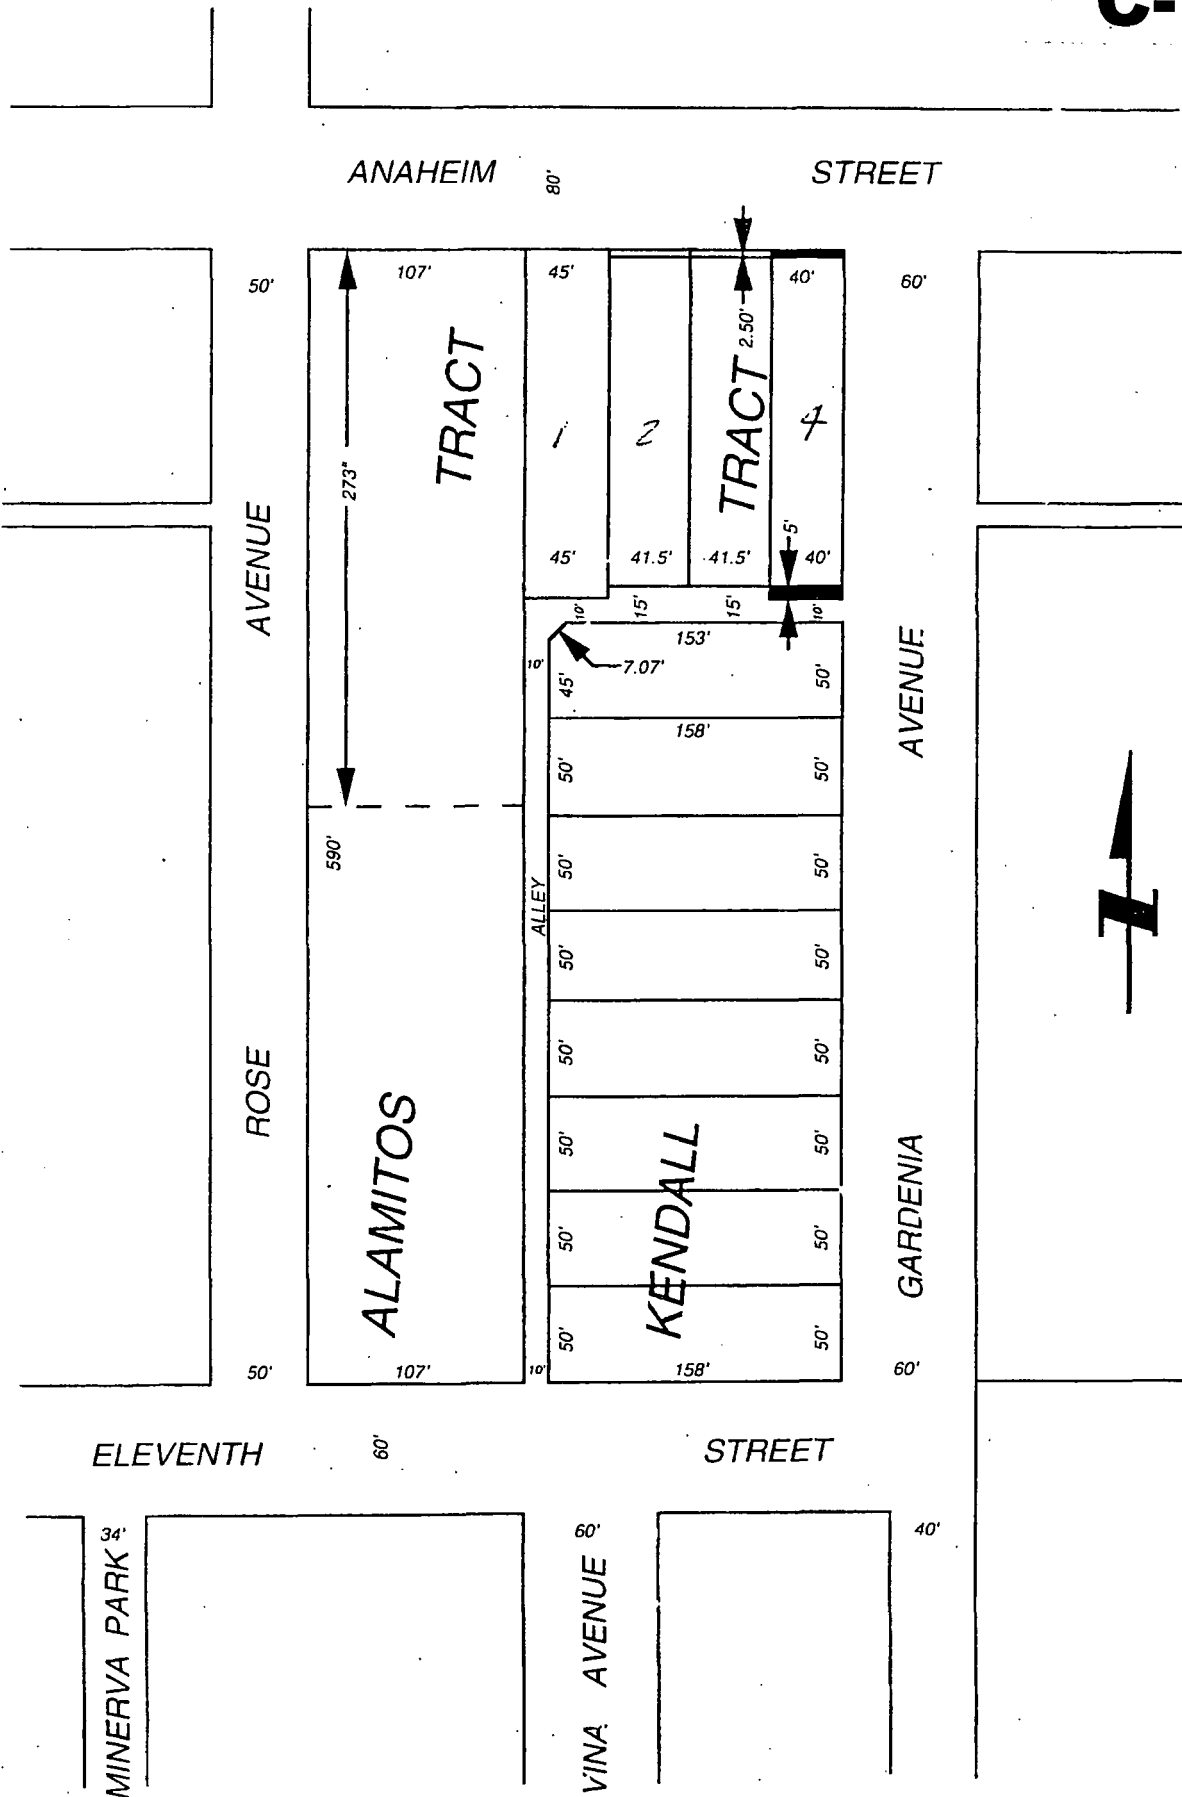 c-
ANAHEIM 80' STREET
50' 107' 45' 40' 60'
2.50'
TRACT TRACT
1 2 4
273"
AVENUE
5'
45' 41.5' 41.5' 40'
10' 15' 15' 10'
153'
10' 7.07'
45' 50'
AVENUE
158'
50' 50'
590'
50' 50'
ALLEY
50' 50'
50' 50'
ROSE
50' 50'
ALAMITOS KENDALL GARDENIA
50' 50'
50' 50'
50' 107' 10' 158' 60'
ELEVENTH 60' STREET
34' 60' 40'
MINERVA PARK
VINA AVENUE